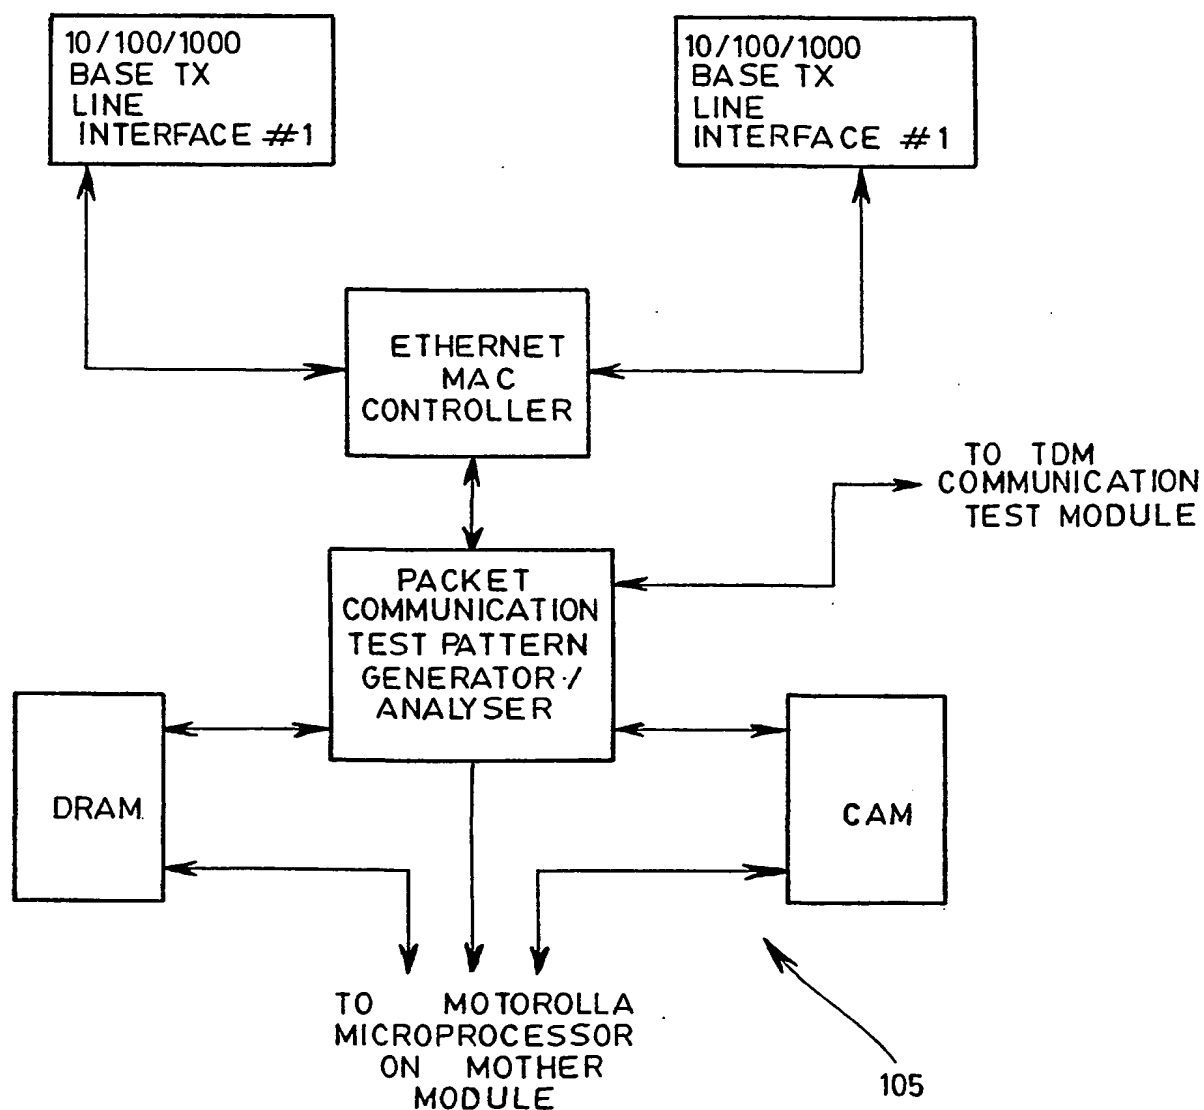 10/100/1000
BASE TX
LINE
INTERFACE #1
10/100/1000
BASE TX
LINE
INTERFACE #1
ETHERNET
MAC
CONTROLLER
TO TDM
COMMUNICATION
TEST MODULE
PACKET
COMMUNICATION
TEST PATTERN
GENERATOR/
ANALYSER
DRAM
CAM
TO MOTOROLLA
MICROPROCESSOR
ON MOTHER
MODULE
105